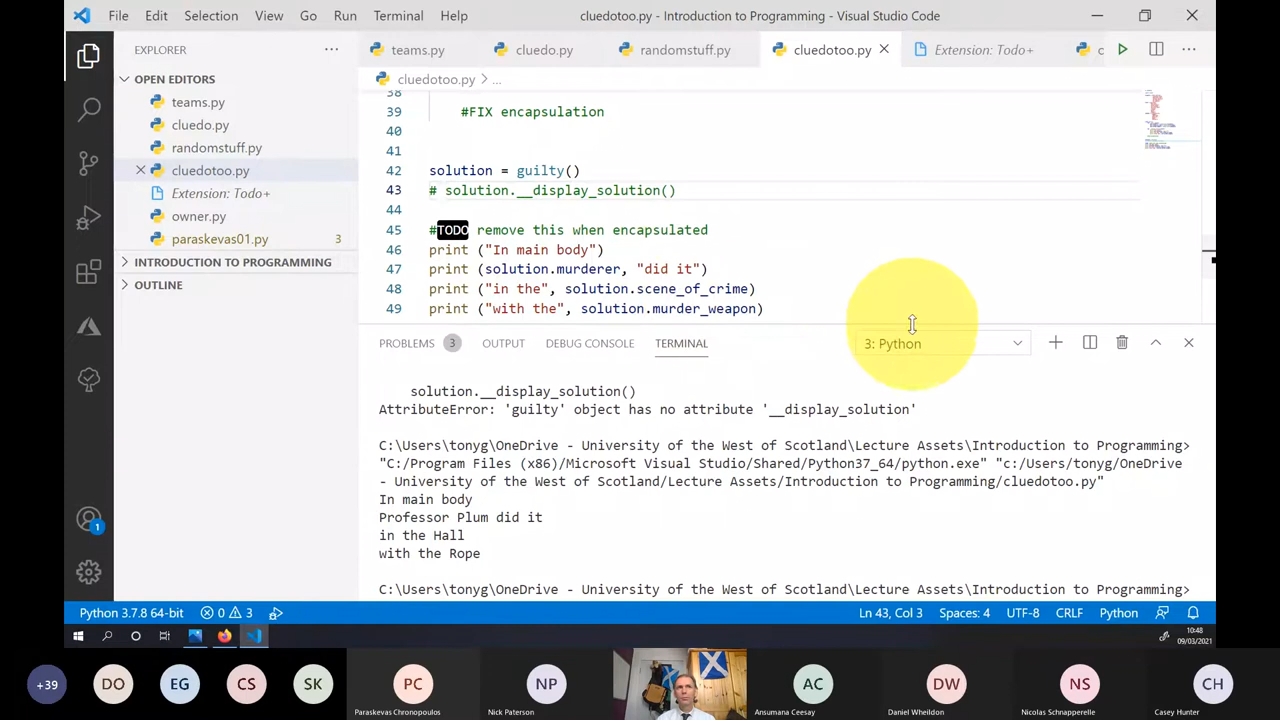 File Edit Selection View Go Run Terminal Help cluedotoo.py - Introduction to Programming - Visual Studio Code
EXPLORER
teams.py cluedo.py randomstuff.py cluedotoo.py Extension: Todo+ c
OPEN EDITORS
teams.py
cluedo.py
randomstuff.py
cluedotoo.py
Extension: Todo+
owner.py
paraskevas01.py 3
INTRODUCTION TO PROGRAMMING
OUTLINE
1
cluedotoo.py > ...
38
39 #FIX encapsulation
40
41
42 solution = guilty()
43 # solution.__display_solution()
44
45 #TODO remove this when encapsulated
46 print ("In main body")
47 print (solution.murderer, "did it")
48 print ("in the", solution.scene_of_crime)
49 print ("with the", solution.murder_weapon)
PROBLEMS 3 OUTPUT DEBUG CONSOLE TERMINAL 3: Python
solution.__display_solution()
AttributeError: 'guilty' object has no attribute '__display_solution'
C:\Users\tonyg\OneDrive - University of the West of Scotland\Lecture Assets\Introduction to Programming>
"C:/Program Files (x86)/Microsoft Visual Studio/Shared/Python37_64/python.exe" "c:/Users/tonyg/OneDrive
- University of the West of Scotland/Lecture Assets/Introduction to Programming/cluedotoo.py"
In main body
Professor Plum did it
in the Hall
with the Rope
C:\Users\tonyg\OneDrive - University of the West of Scotland\Lecture Assets\Introduction to Programming>
Python 3.7.8 64-bit 0 3 Ln 43, Col 3 Spaces: 4 UTF-8 CRLF Python
10:48
09/03/2021
+39 DO EG CS SK PC NP AC DW NS CH
Paraskevas Chronopoulos Nick Paterson Ansumana Ceesay Daniel Wheildon Nicolas Schnapperelle Casey Hunter